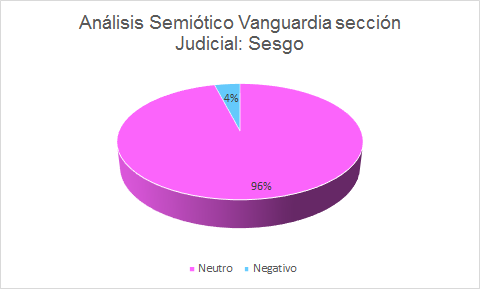 Análisis Semiótico Vanguardia sección
Judicial: Sesgo
4%
96%
Neutro
Negativo